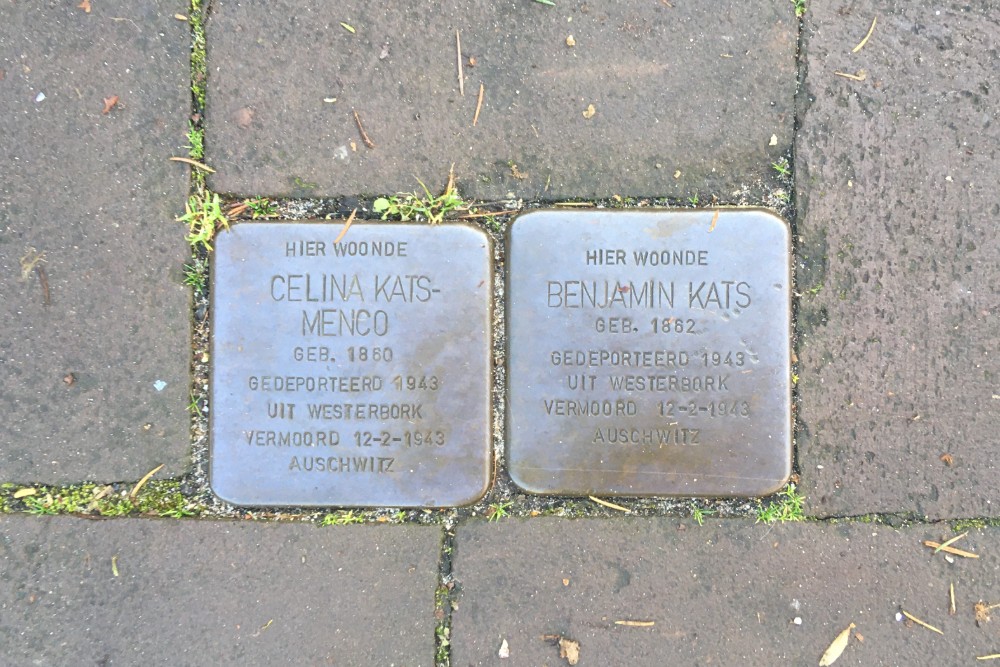 HIER WOONDE
CELINA KATS-
MENCO
GEB. 1860
GEDEPORTEERD 1943
UIT WESTERBORK
VERMOORD 12-2-1943
AUSCHWITZ
HIER WOONDE
BENJAMIN KATS
GEB. 1862
GEDEPORTEERD 1943
UIT WESTERBORK
VERMOORD 12-2-1943
AUSCHWITZ